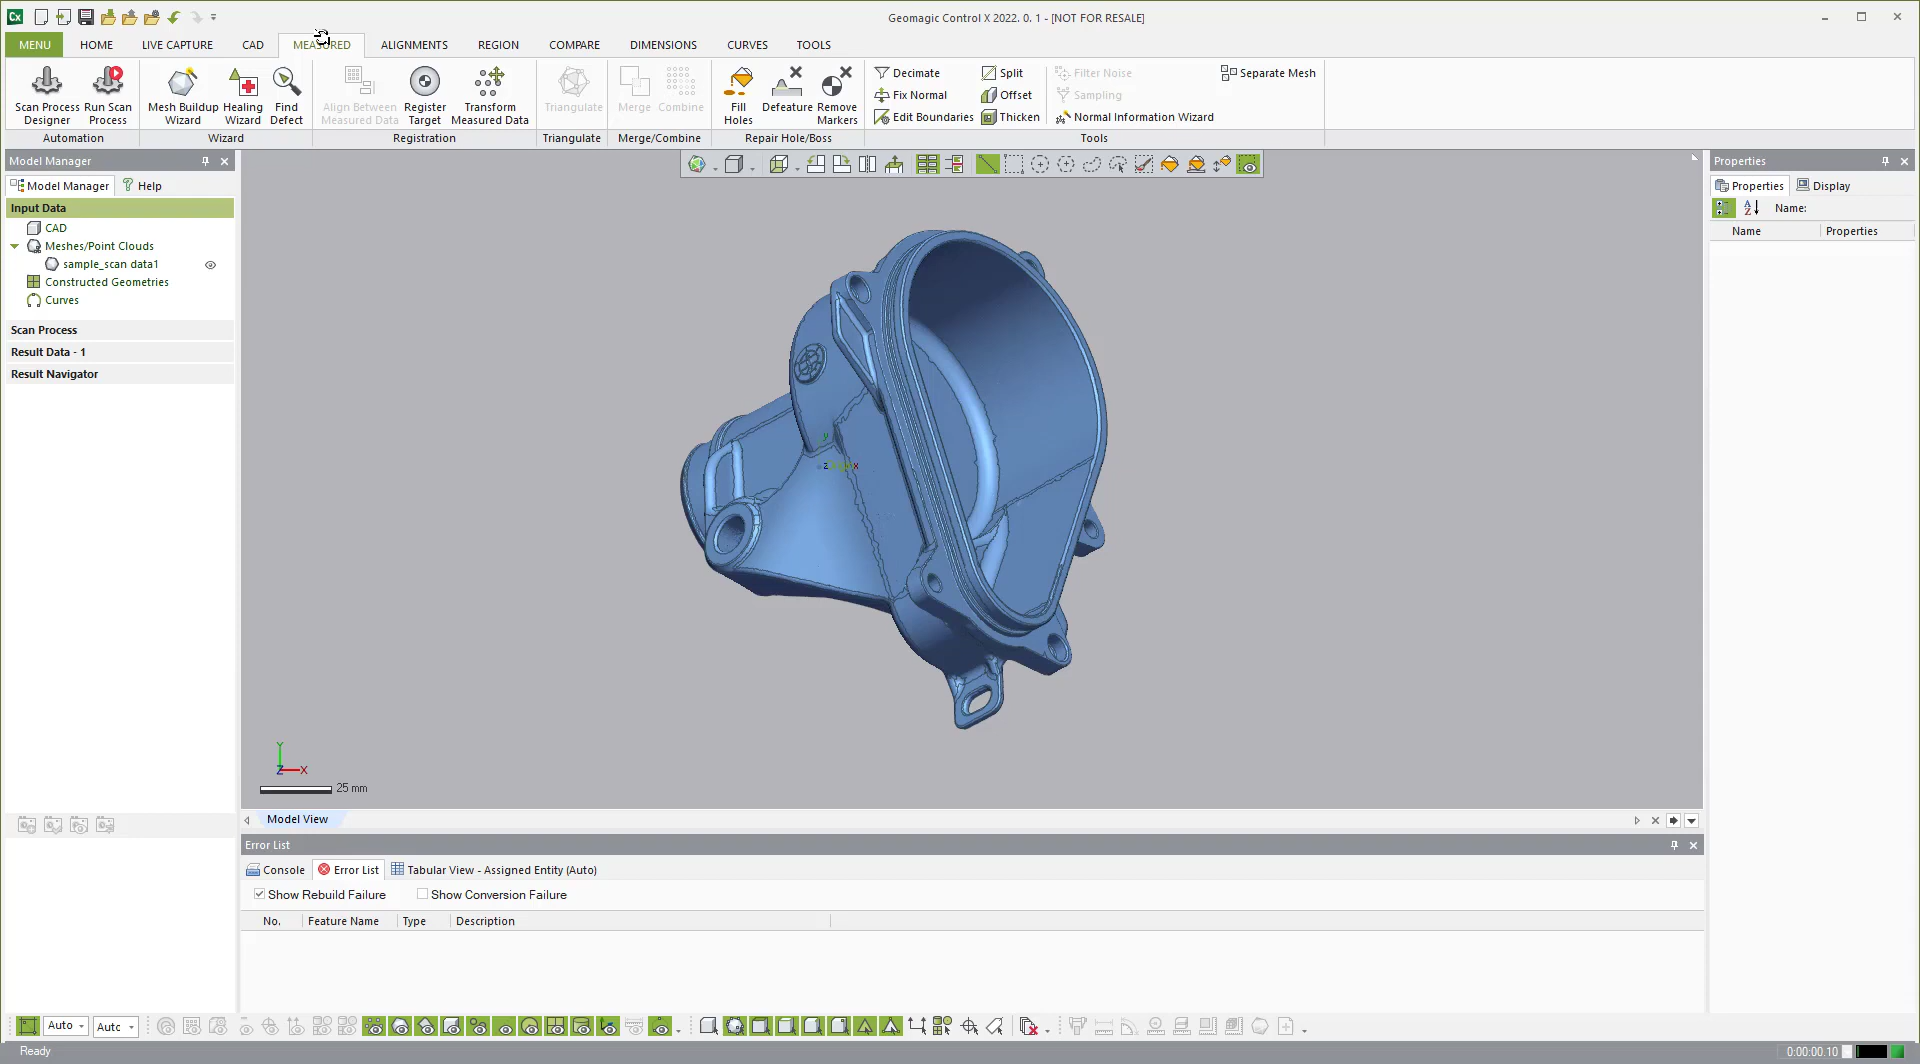 Cx
Geomagic Control X 2022. 0. 1 - [NOT FOR RESALE]
MENU HOME LIVE CAPTURE CAD MEASURED ALIGNMENTS REGION COMPARE DIMENSIONS CURVES TOOLS
Scan Process Designer
Run Scan Process
Automation
Mesh Buildup Wizard
Healing Wizard
Find Defect
Wizard
Align Between Measured Data
Register Target
Transform Measured Data
Registration
Triangulate
Triangulate
Merge
Combine
Merge/Combine
Fill Holes
Defeature
Remove Markers
Repair Hole/Boss
Decimate
Fix Normal
Edit Boundaries
Split
Offset
Thicken
Filter Noise
Sampling
Normal Information Wizard
Separate Mesh
Tools
Model Manager
Model Manager Help
Input Data
CAD
Meshes/Point Clouds
sample_scan data1
Constructed Geometries
Curves
Scan Process
Result Data - 1
Result Navigator
y
z
x
Y
Z X
25 mm
Model View
Error List
Console Error List Tabular View - Assigned Entity (Auto)
Show Rebuild Failure Show Conversion Failure
No. Feature Name Type Description
Properties
Properties Display
Name:
Name Properties
Auto Auto
Ready
0:00:00.10